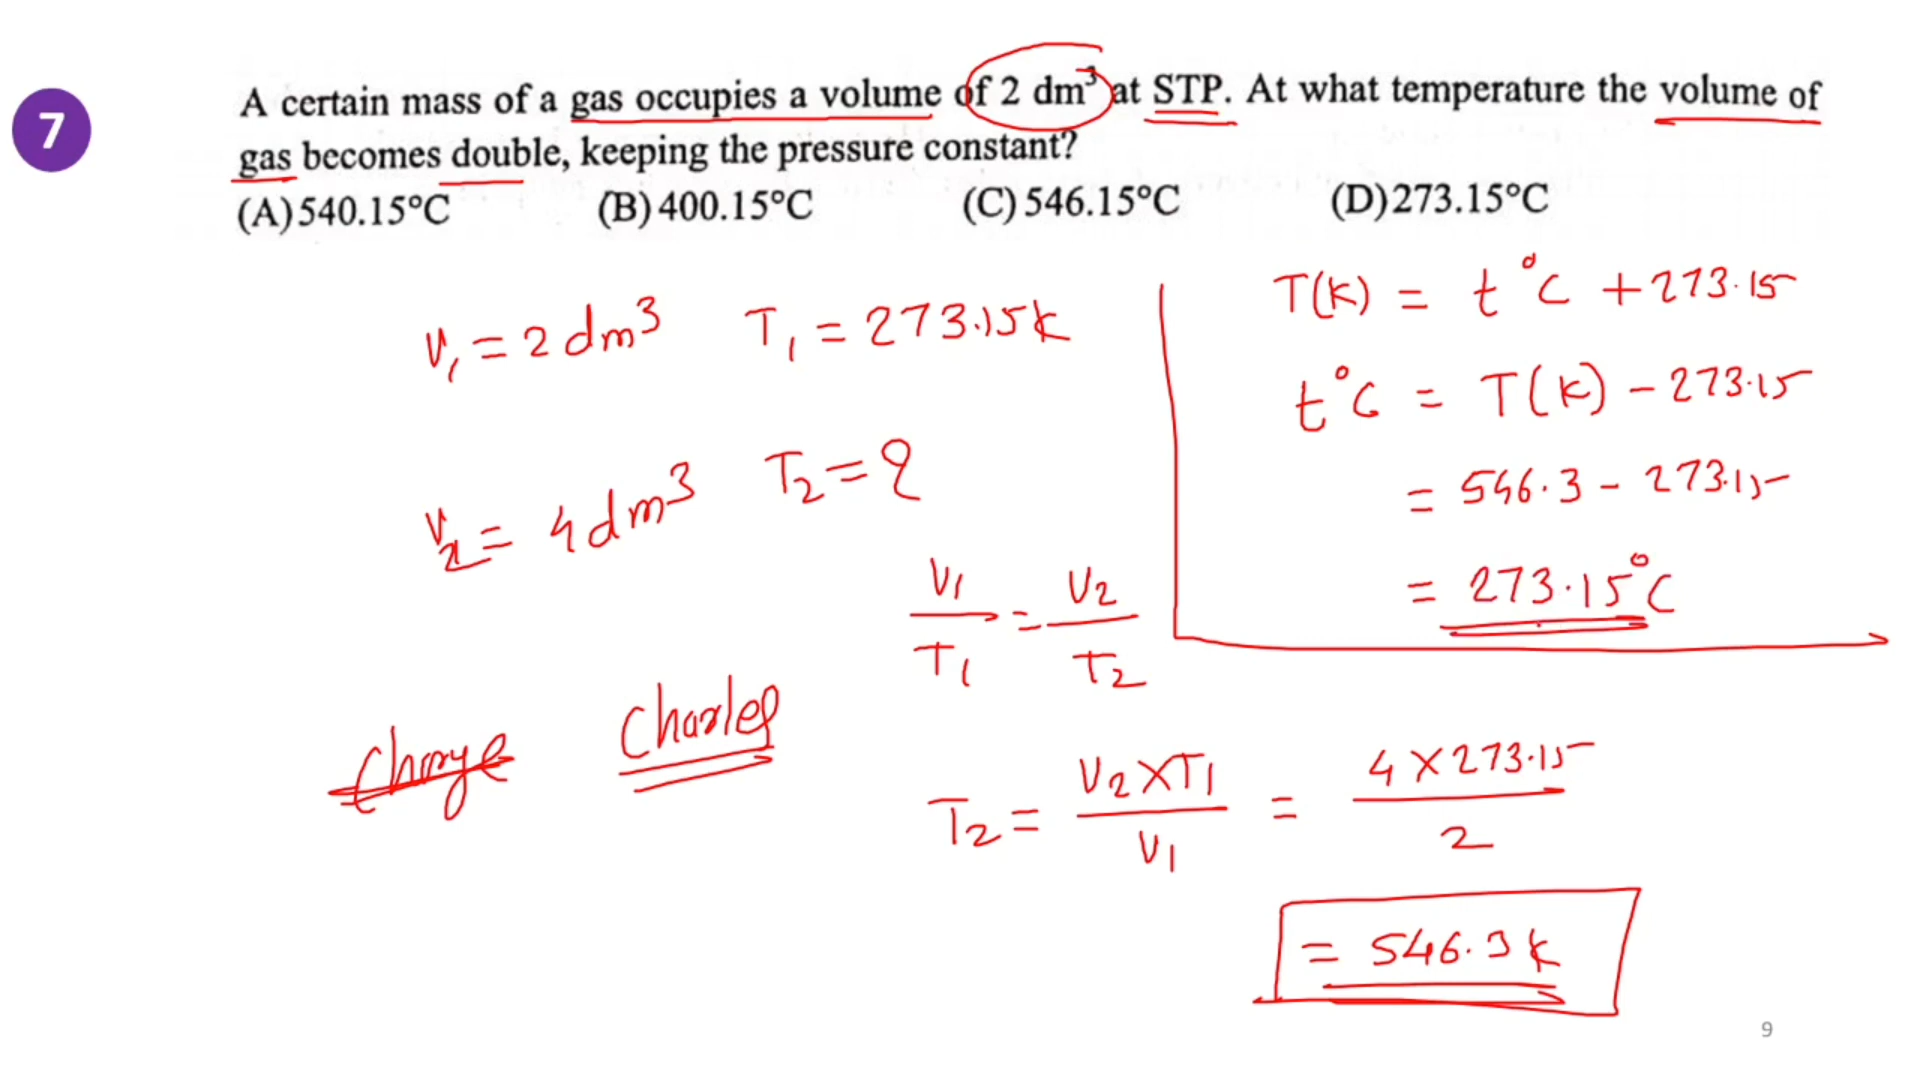 7
A certain mass of a gas occupies a volume of 2 dm³ at STP. At what temperature the volume of
gas becomes double, keeping the pressure constant?
(A) 540.15°C (B) 400.15°C (C) 546.15°C (D) 273.15°C
V₁ = 2 dm³ T₁ = 273.15K
V₂ = 4 dm³ T₂ = ?
V₁/T₁ = V₂/T₂
Charles
T₂ = V₂ × T₁ / V₁ = 4 × 273.15 / 2
= 546.3 K
T(K) = t°C + 273.15
t°C = T(K) - 273.15
= 546.3 - 273.15
= 273.15°C
9